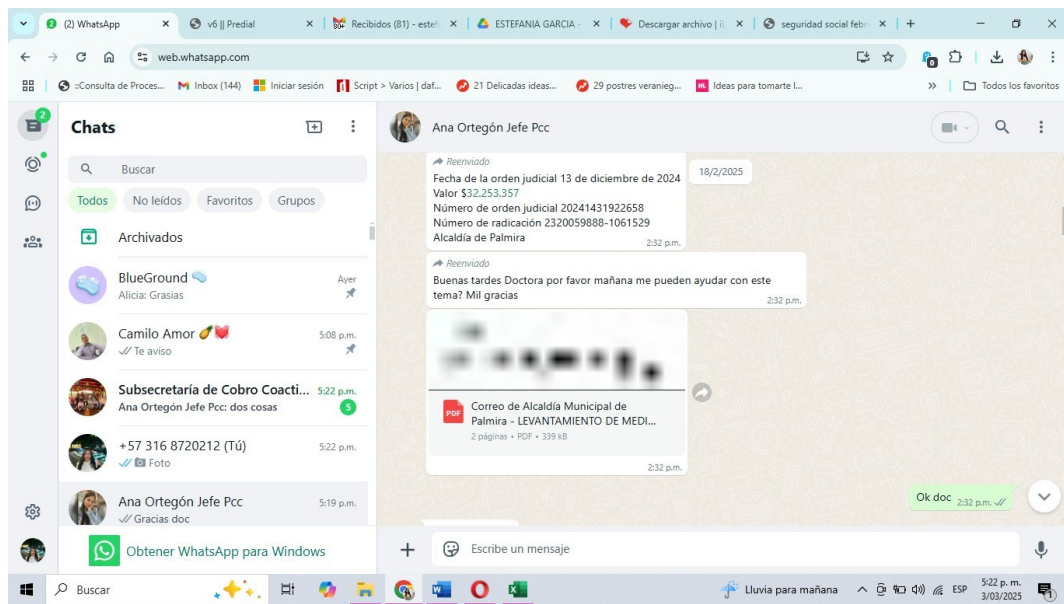 (2) WhatsApp
v6 || Predial
Recibidos (81) - estef
ESTEFANIA GARCIA -
Descargar archivo | iL
seguridad social febr
web.whatsapp.com
::Consulta de Proces...
Inbox (144)
Iniciar sesión
Script > Varios | daf...
21 Delicadas ideas...
29 postres veranieg...
Ideas para tomarte l...
Todos los favoritos
2
Chats
Buscar
Todos
No leídos
Favoritos
Grupos
Archivados
BlueGround
Ayer
Alicia: Grasias
Camilo Amor
5:08 p.m.
Te aviso
Subsecretaría de Cobro Coacti...
5:22 p.m.
Ana Ortegón Jefe Pcc: dos cosas
5
+57 316 8720212 (Tú)
5:22 p.m.
Foto
Ana Ortegón Jefe Pcc
5:19 p.m.
Gracias doc
Obtener WhatsApp para Windows
Ana Ortegón Jefe Pcc
18/2/2025
Reenviado
Fecha de la orden judicial 13 de diciembre de 2024
Valor $32.253.357
Número de orden judicial 20241431922658
Número de radicación 2320059888-1061529
Alcaldía de Palmira
2:32 p.m.
Reenviado
Buenas tardes Doctora por favor mañana me pueden ayudar con este
tema? Mil gracias
2:32 p.m.
PDF
Correo de Alcaldía Municipal de
Palmira - LEVANTAMIENTO DE MEDI...
2 páginas • PDF • 339 kB
2:32 p.m.
Ok doc
2:32 p.m.
Escribe un mensaje
Buscar
Lluvia para mañana
ESP
5:22 p. m.
3/03/2025